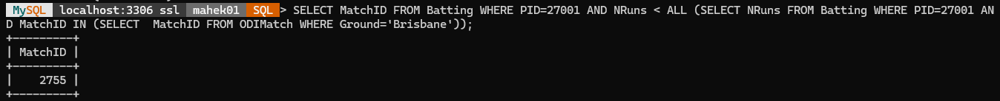 MySQL localhost:3306 ssl mahek01 SQL > SELECT MatchID FROM Batting WHERE PID=27001 AND NRuns < ALL (SELECT NRuns FROM Batting WHERE PID=27001 AN
D MatchID IN (SELECT  MatchID FROM ODIMatch WHERE Ground='Brisbane'));
+---------+
| MatchID |
+---------+
|    2755 |
+---------+